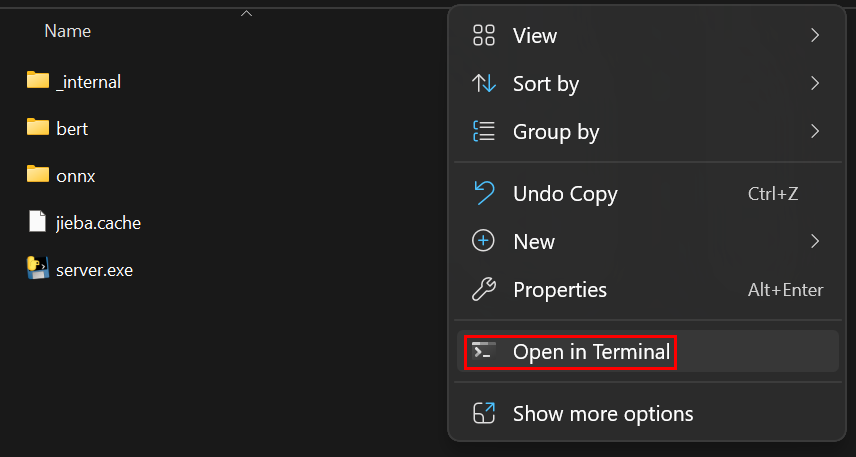 Name
_internal
bert
onnx
jieba.cache
server.exe
View
Sort by
Group by
Undo Copy Ctrl+Z
New
Properties Alt+Enter
Open in Terminal
Show more options